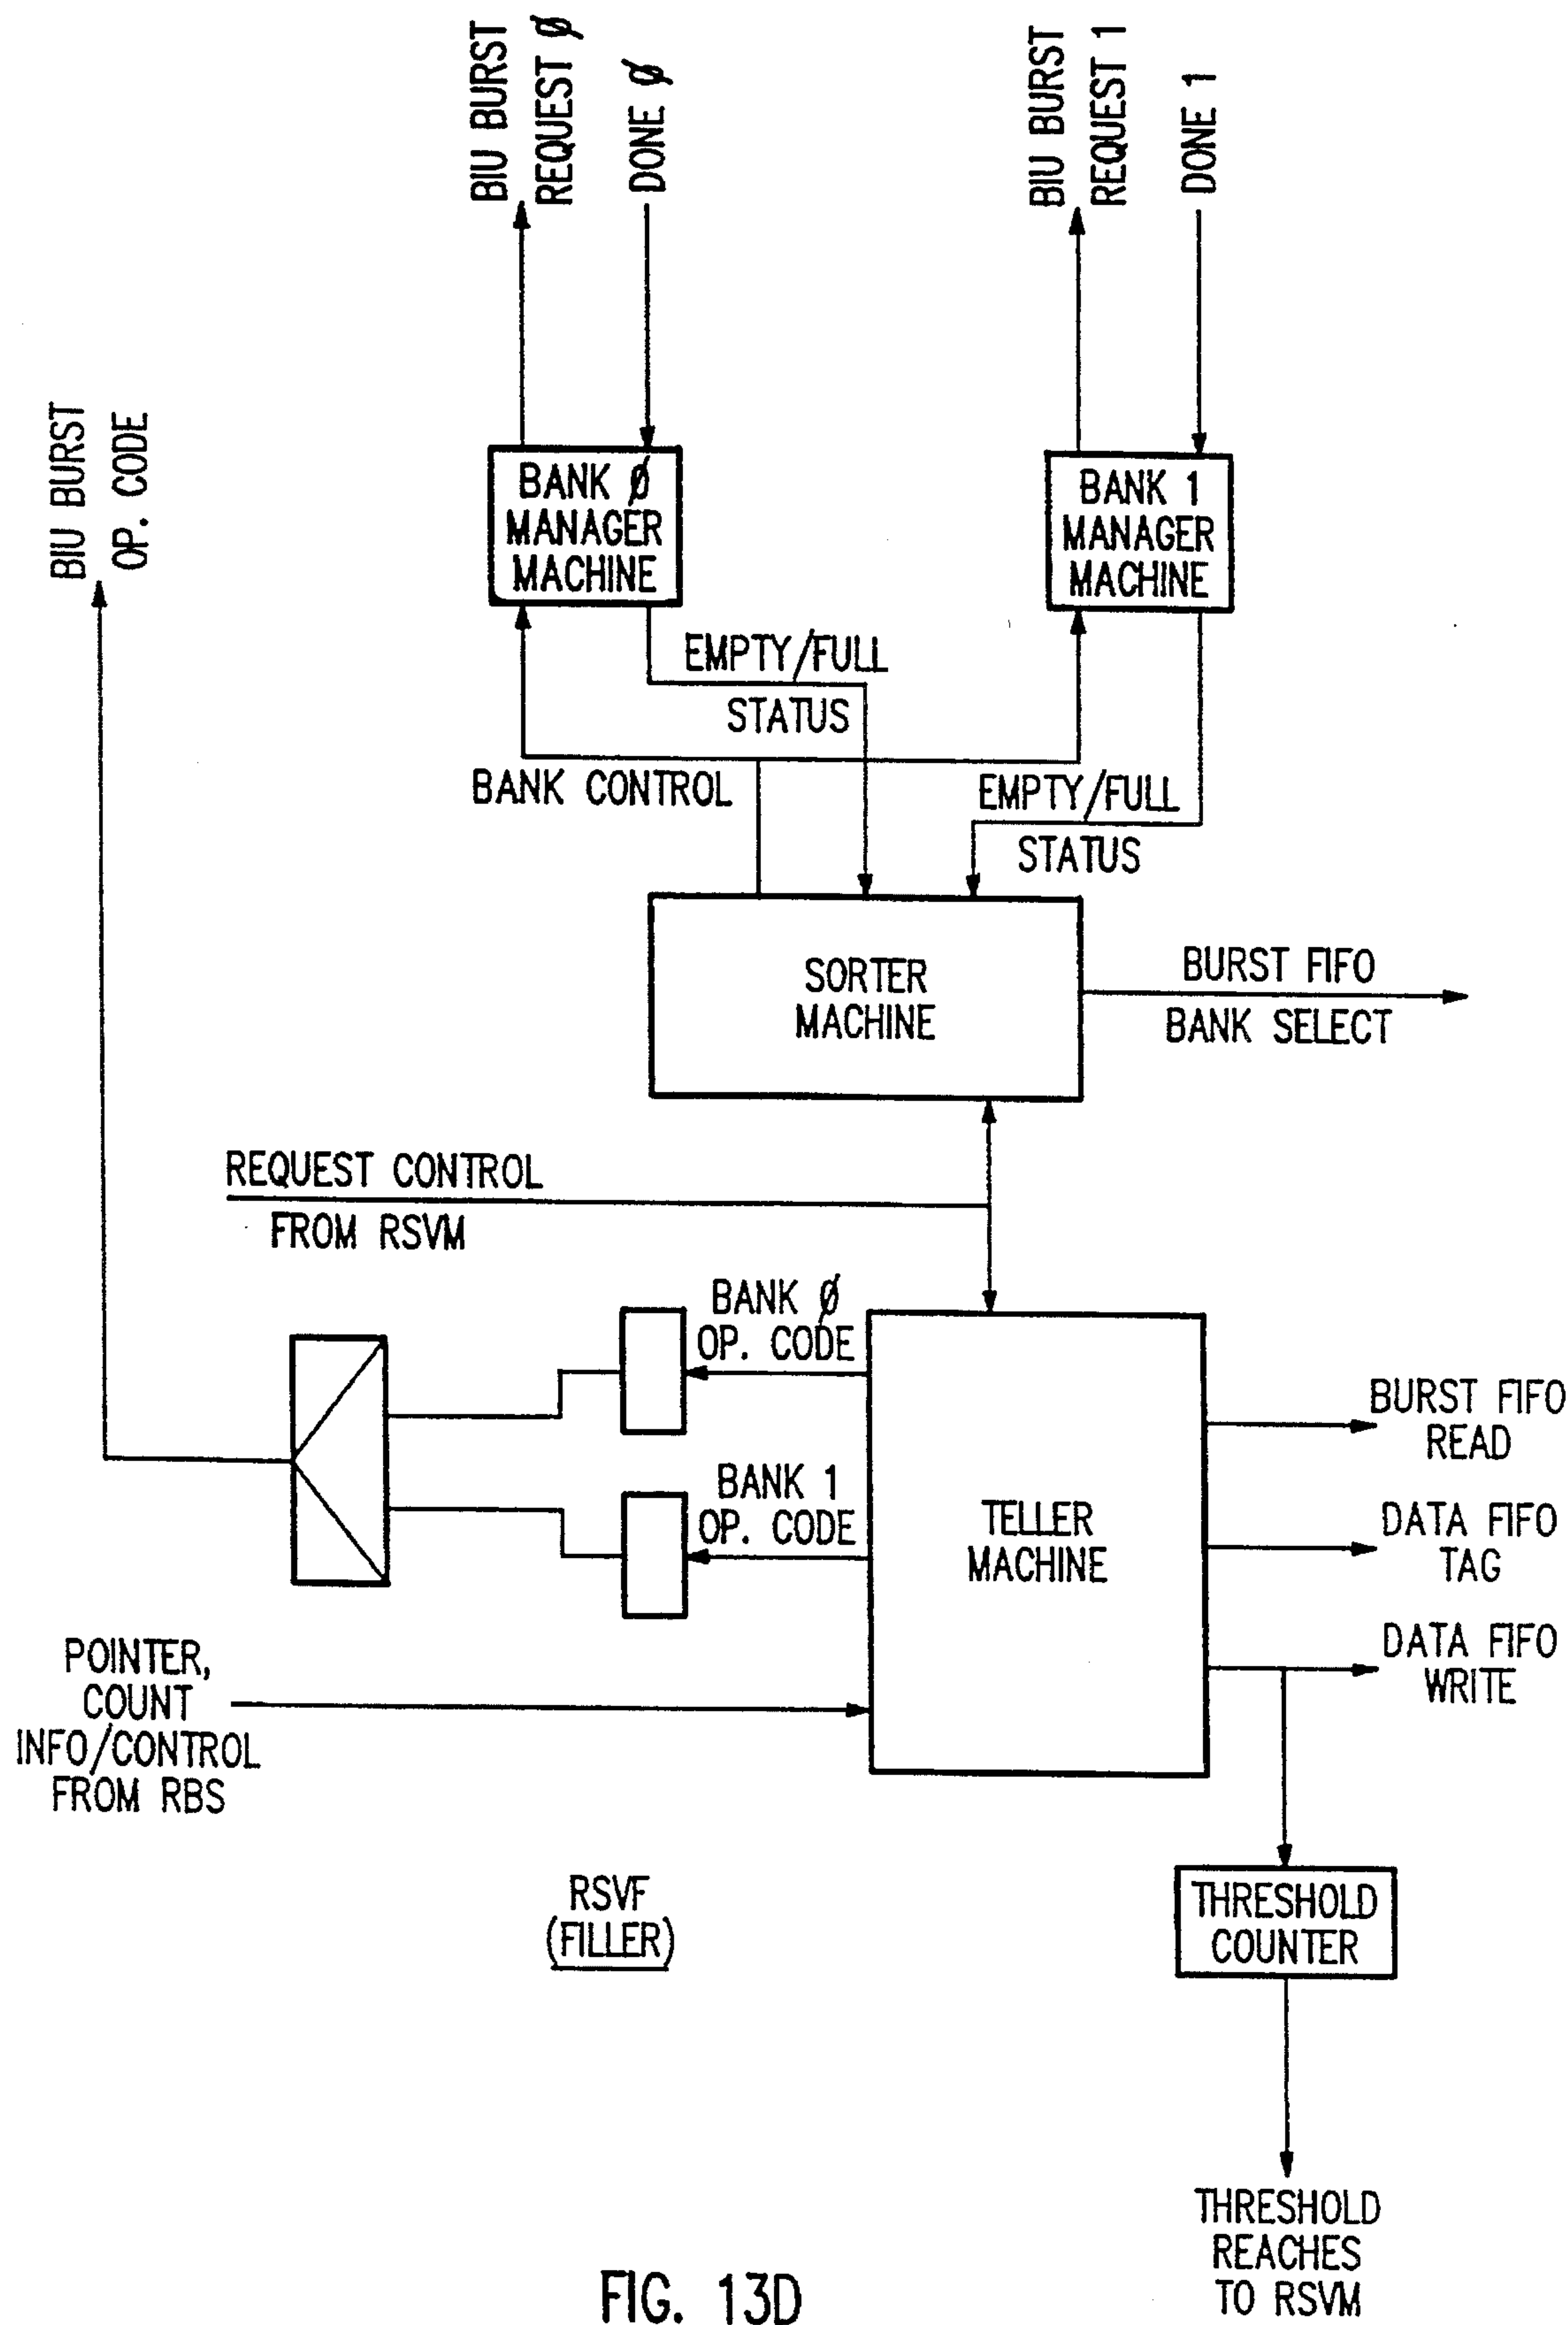 BIU BURST
REQUEST Ø
DONE Ø
BIU BURST
REQUEST 1
DONE 1
BIU BURST
OP. CODE
BANK Ø
MANAGER
MACHINE
BANK 1
MANAGER
MACHINE
EMPTY/FULL
STATUS
BANK CONTROL
EMPTY/FULL
STATUS
SORTER
MACHINE
BURST FIFO
BANK SELECT
REQUEST CONTROL
FROM RSVM
BANK Ø
OP. CODE
BANK 1
OP. CODE
TELLER
MACHINE
BURST FIFO
READ
DATA FIFO
TAG
DATA FIFO
WRITE
POINTER,
COUNT
INFO/CONTROL
FROM RBS
RSVF
(FILLER)
THRESHOLD
COUNTER
THRESHOLD
REACHES
TO RSVM
FIG. 13D